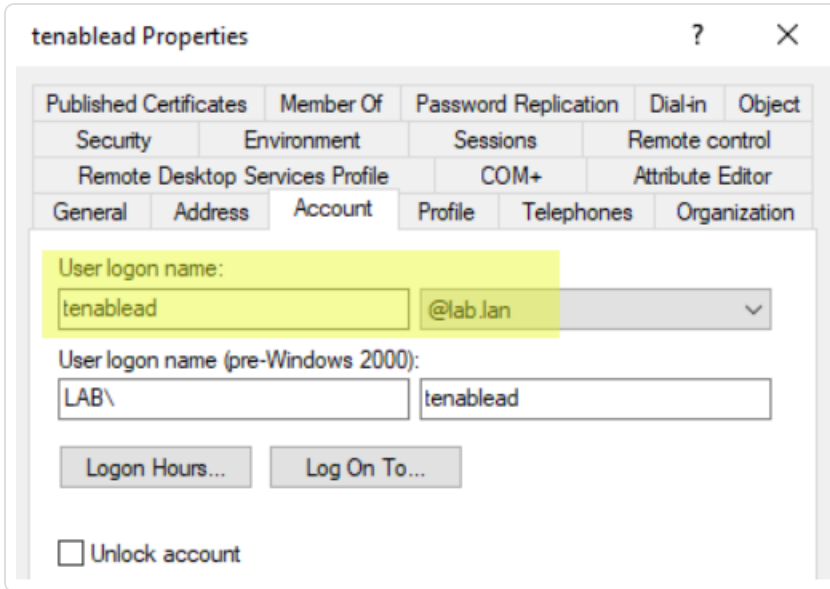 tenablead Properties ? ×
Published Certificates Member Of Password Replication Dial-in Object
Security Environment Sessions Remote control
Remote Desktop Services Profile COM+ Attribute Editor
General Address Account Profile Telephones Organization
User logon name:
tenablead @lab.lan
User logon name (pre-Windows 2000):
LAB\ tenablead
Logon Hours... Log On To...
Unlock account